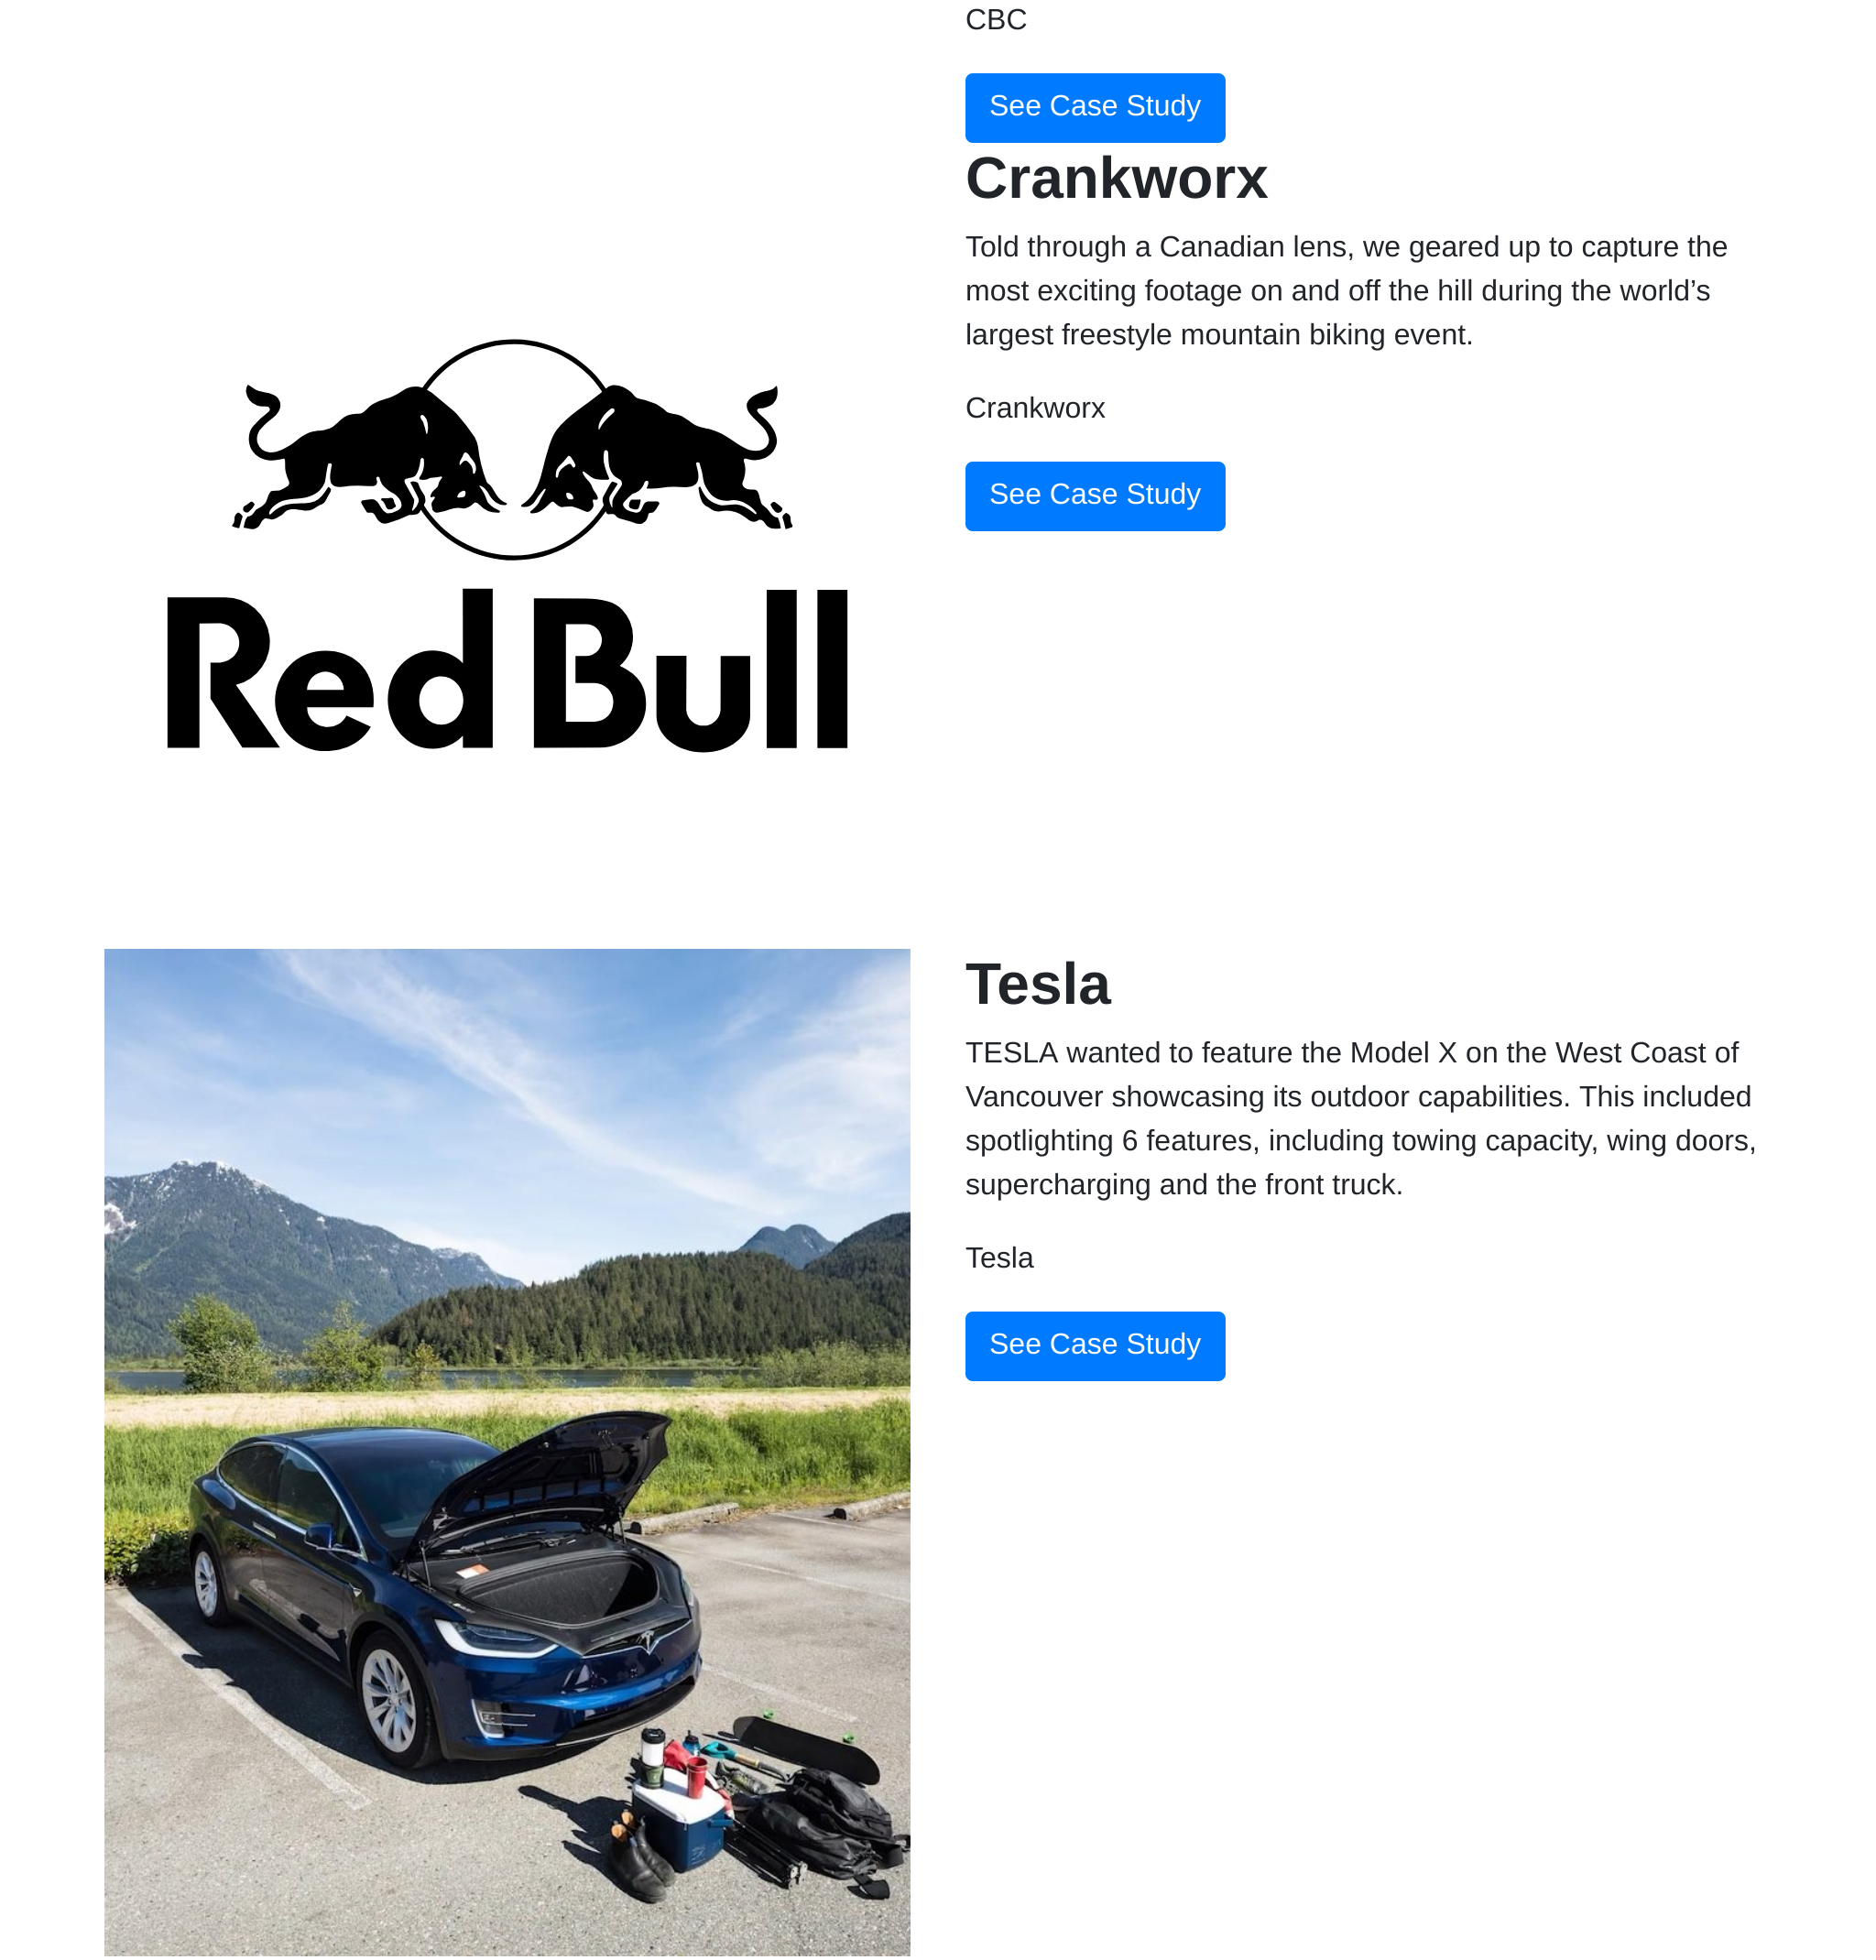 CBC
See Case Study
Crankworx
Told through a Canadian lens, we geared up to capture the
most exciting footage on and off the hill during the world’s
largest freestyle mountain biking event.
Crankworx
See Case Study
Red Bull
Tesla
TESLA wanted to feature the Model X on the West Coast of
Vancouver showcasing its outdoor capabilities. This included
spotlighting 6 features, including towing capacity, wing doors,
supercharging and the front truck.
Tesla
See Case Study